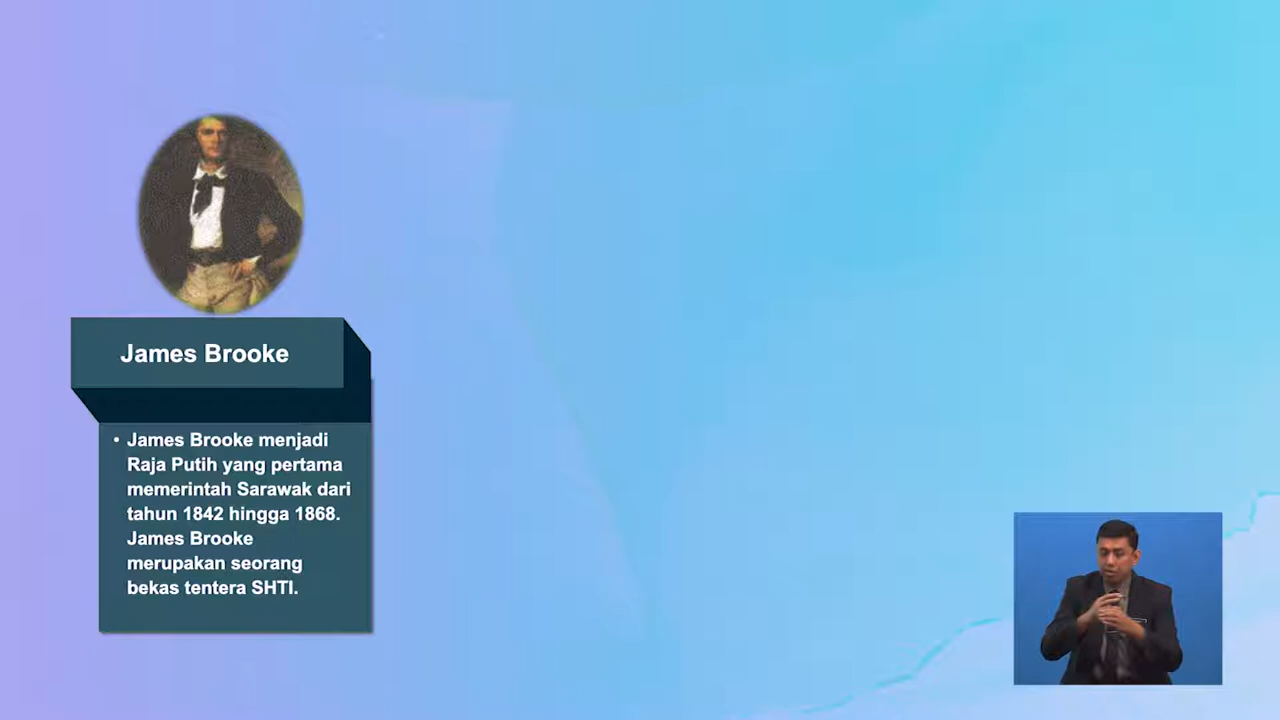 James Brooke
• James Brooke menjadi
Raja Putih yang pertama
memerintah Sarawak dari
tahun 1842 hingga 1868.
James Brooke
merupakan seorang
bekas tentera SHTI.